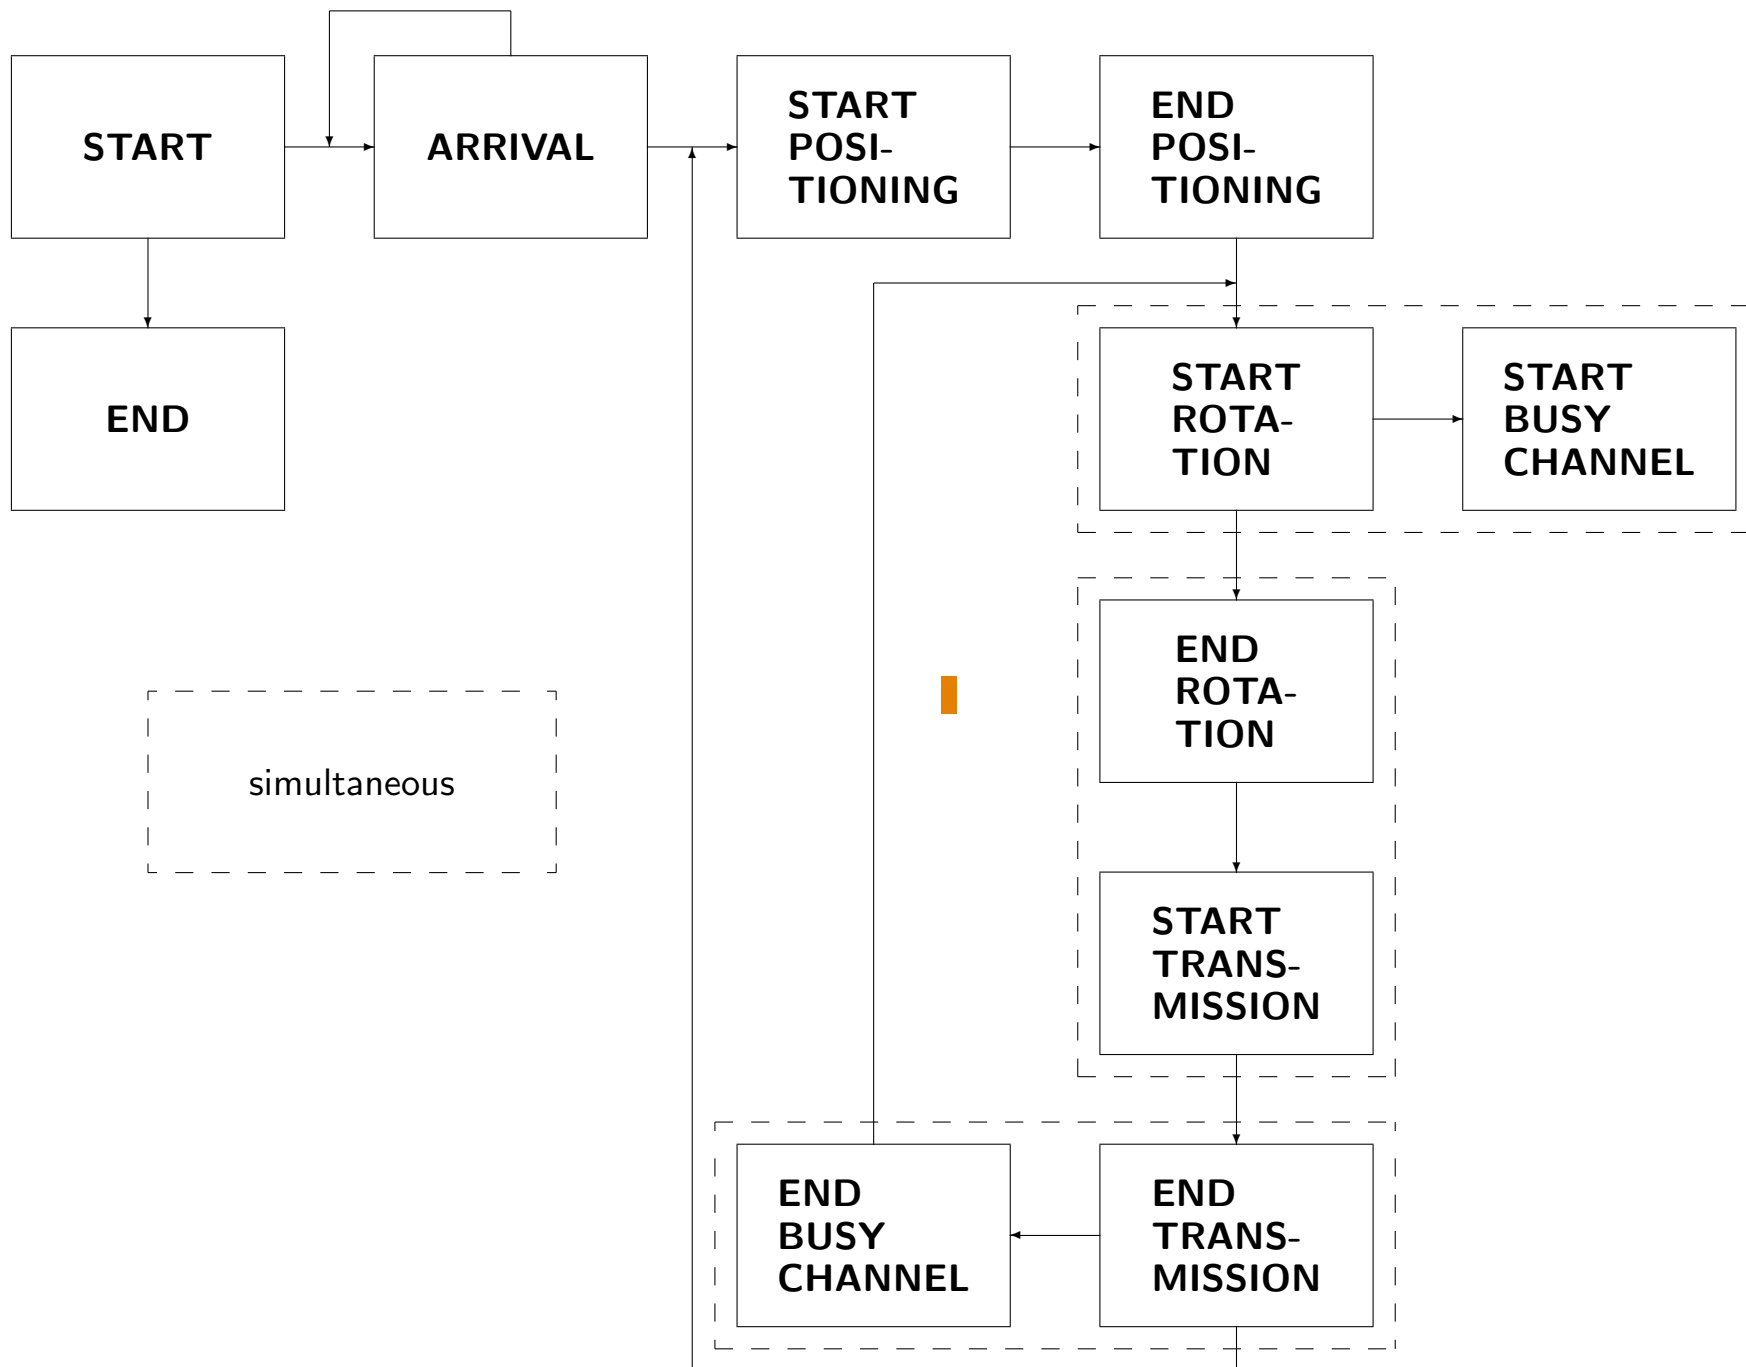 START
ARRIVAL
START
POSI-
TIONING
END
POSI-
TIONING
END
START
ROTA-
TION
START
BUSY
CHANNEL
END
ROTA-
TION
simultaneous
START
TRANS-
MISSION
END
BUSY
CHANNEL
END
TRANS-
MISSION